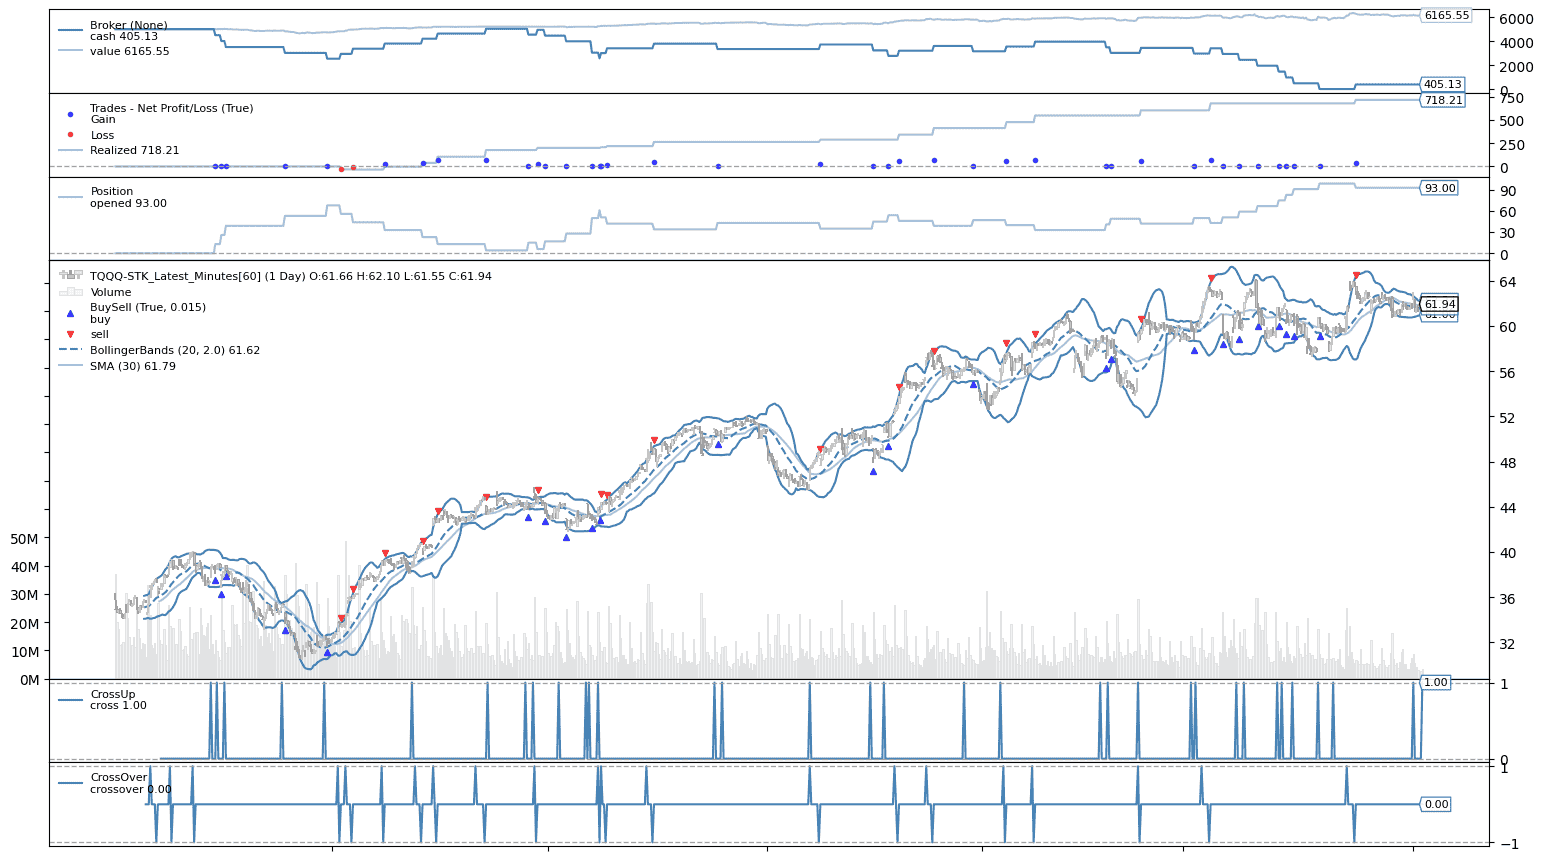 Broker (None)
cash 405.13
value 6165.55
6165.55
6000
4000
2000
405.13
0
Trades - Net Profit/Loss (True)
Gain
Loss
Realized 718.21
750
718.21
500
250
0
Position
opened 93.00
93.00
90
60
30
0
TQQQ-STK_Latest_Minutes[60] (1 Day) O:61.66 H:62.10 L:61.55 C:61.94
Volume
BuySell (True, 0.015)
buy
sell
BollingerBands (20, 2.0) 61.62
SMA (30) 61.79
64
61.94
60
56
52
48
44
40
36
32
50M
40M
30M
20M
10M
0M
CrossUp
cross 1.00
1.00
1
0
CrossOver
crossover 0.00
1
0.00
−1